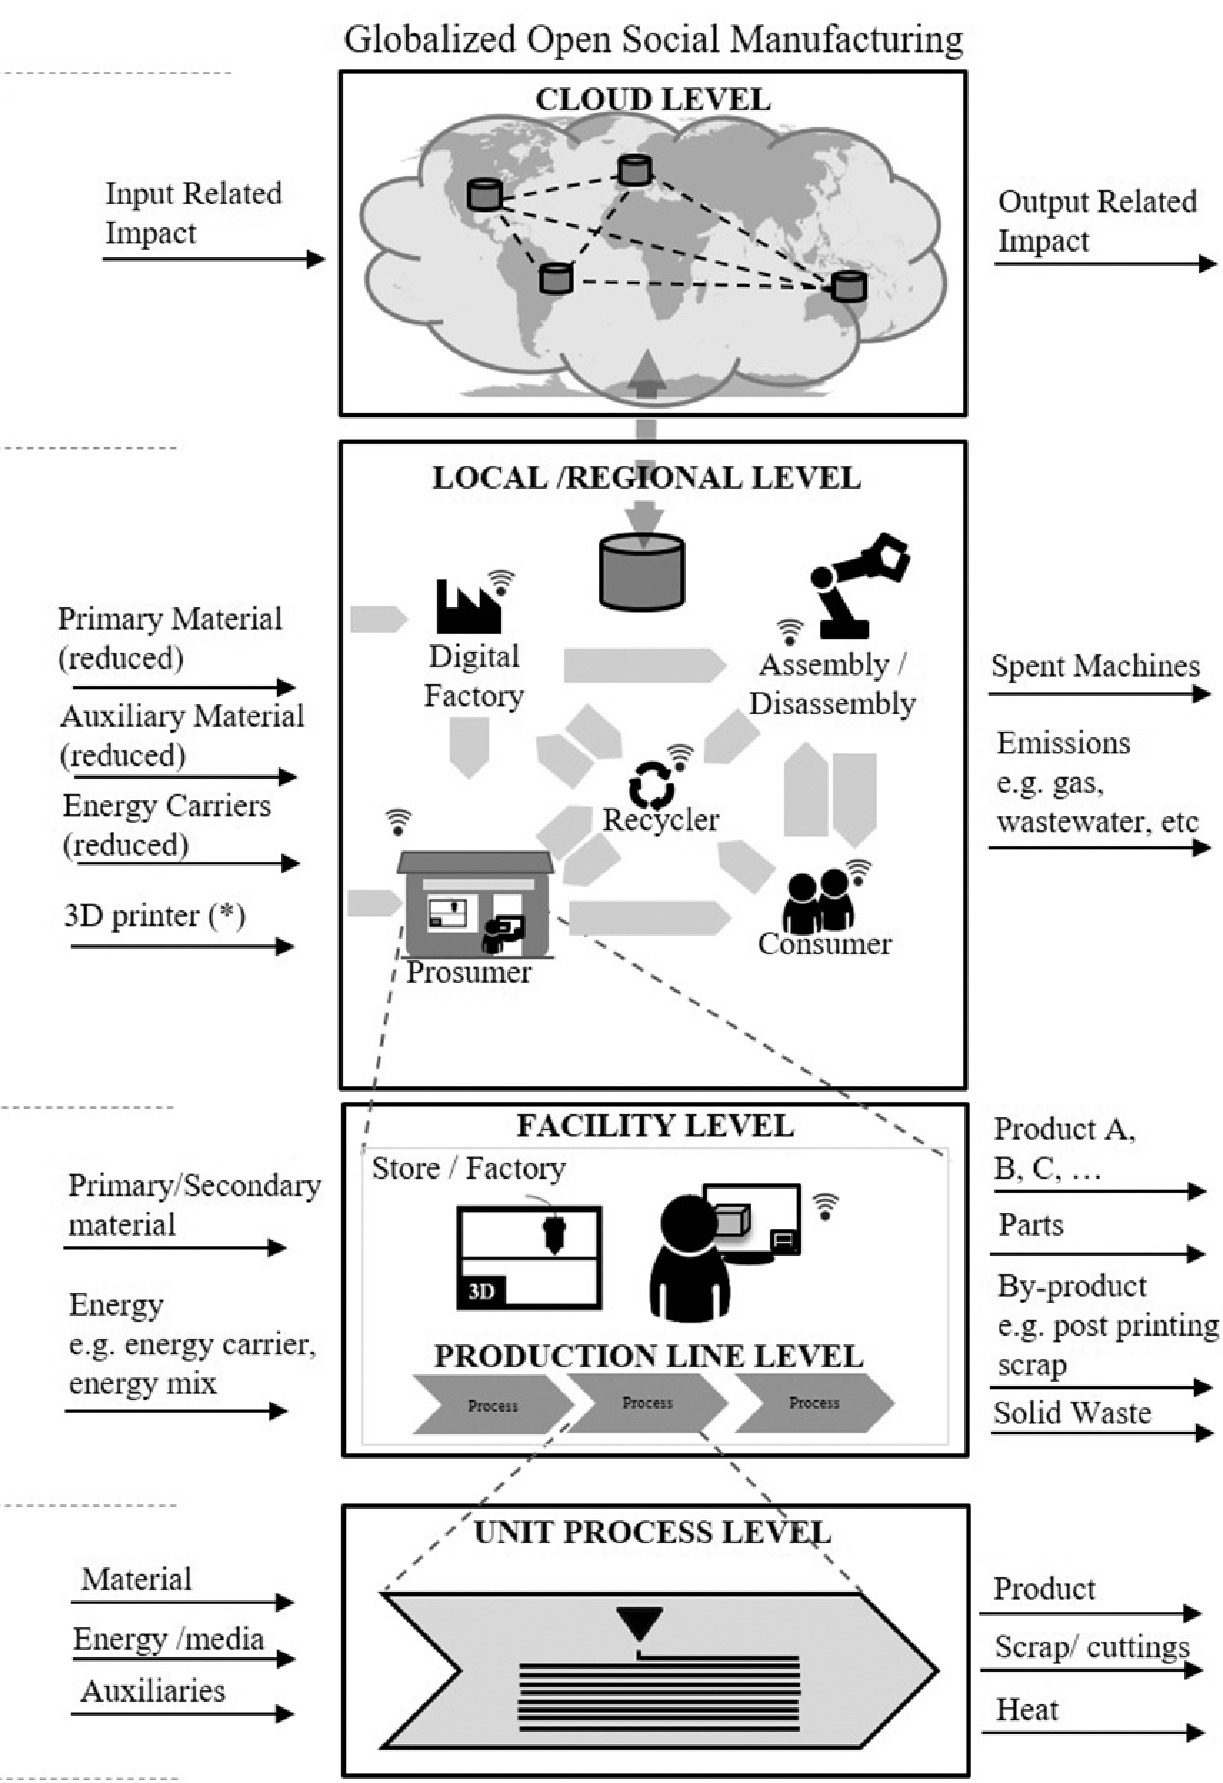 Globalized Open Social Manufacturing
CLOUD LEVEL
Input Related
Impact
Output Related
Impact
LOCAL /REGIONAL LEVEL
Primary Material
(reduced)
Auxiliary Material
(reduced)
Energy Carriers
(reduced)
3D printer (*)
Digital
Factory
Assembly /
Disassembly
Recycler
Prosumer
Consumer
Spent Machines
Emissions
e.g. gas,
wastewater, etc
FACILITY LEVEL
Store / Factory
3D
Primary/Secondary
material
Energy
e.g. energy carrier,
energy mix
PRODUCTION LINE LEVEL
Process
Process
Process
Product A,
B, C, …
Parts
By-product
e.g. post printing
scrap
Solid Waste
UNIT PROCESS LEVEL
Material
Energy /media
Auxiliaries
Product
Scrap/ cuttings
Heat